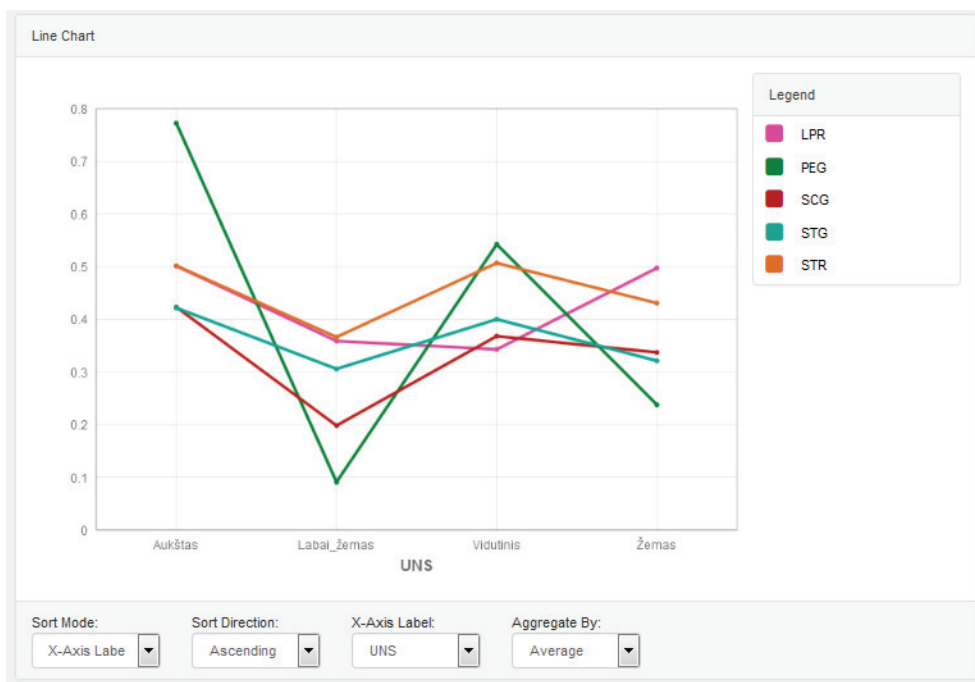 Line Chart
Legend
LPR
PEG
SCG
STG
STR
0.8
0.7
0.6
0.5
0.4
0.3
0.2
0.1
0
Aukštas Labai_žemas Vidutinis Žemas
UNS
Sort Mode: Sort Direction: X-Axis Label: Aggregate By:
X-Axis Labe Ascending UNS Average